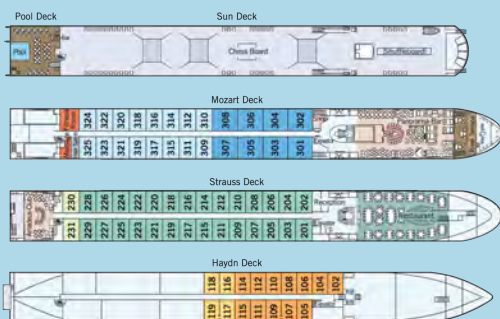 Pool Deck Sun Deck
Pool Chess Board Shuffleboard
Mozart Deck
324 322 320 318 316 314 312 310 308 306 304 302
Panorama Bar
325 323 321 319 317 315 311 309 307 305 303 301
Strauss Deck
230 228 226 224 222 220 218 216 214 212 210 208 206 204 202
Reception Restaurant
231 229 227 225 223 221 219 217 215 211 209 207 205 203 201
Haydn Deck
118 116 114 112 110 108 106 104 102
119 117 115 111 109 107 105